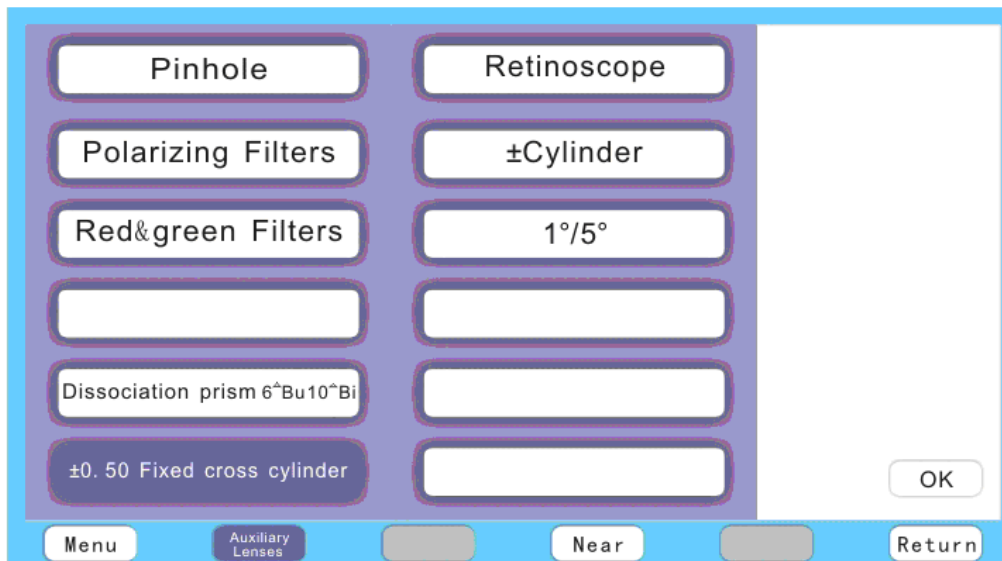 Pinhole
Retinoscope
Polarizing Filters
±Cylinder
Red&green Filters
1°/5°
Dissociation prism 6^Bu10^Bi
±0.50 Fixed cross cylinder
OK
Menu
Auxiliary
Lenses
Near
Return